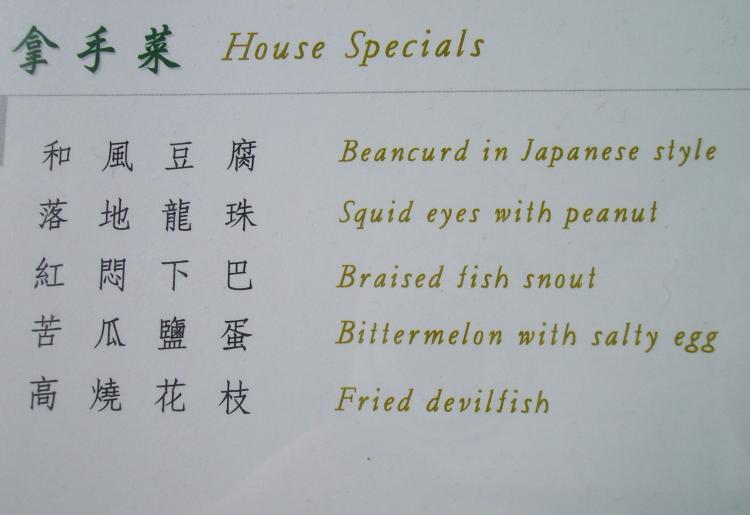 拿手菜 House Specials
和風豆腐 Beancurd in Japanese style
落地龍珠 Squid eyes with peanut
紅悶下巴 Braised fish snout
苦瓜鹽蛋 Bittermelon with salty egg
高燒花枝 Fried devilfish